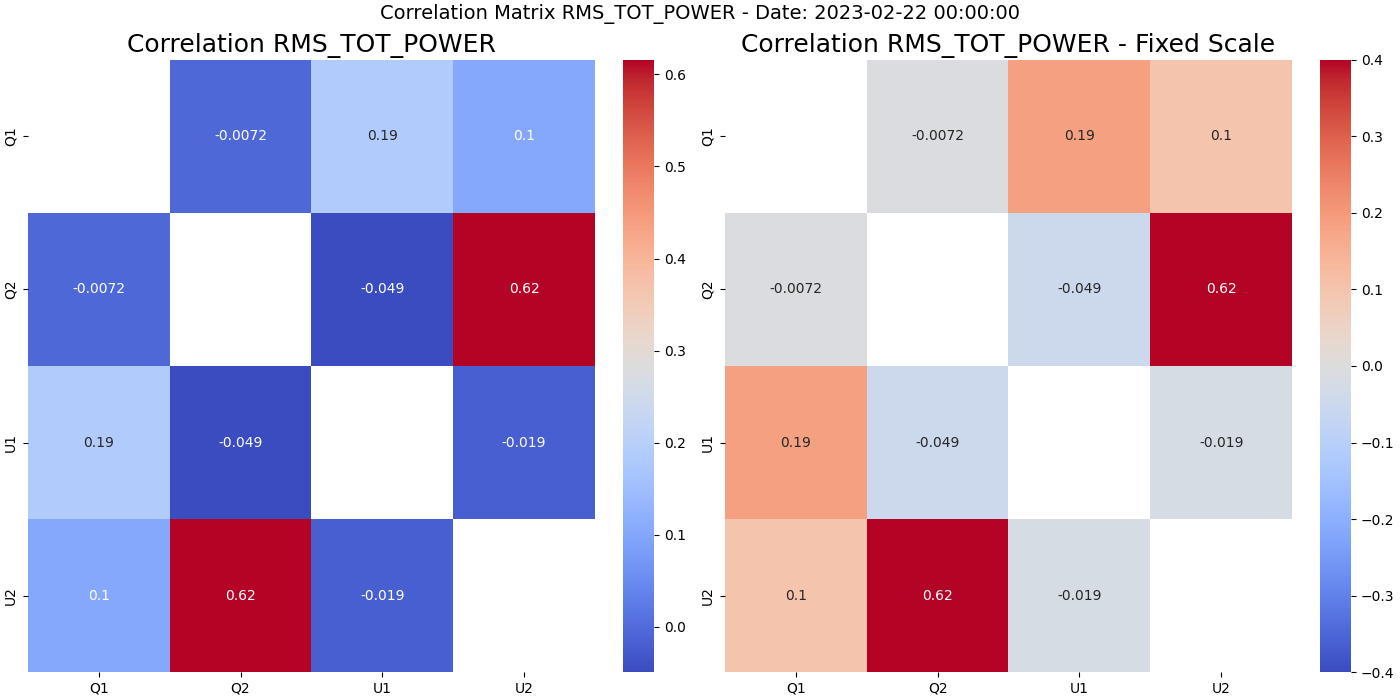 Correlation Matrix RMS_TOT_POWER - Date: 2023-02-22 00:00:00
Correlation RMS_TOT_POWER
Q1
-0.0072
0.19
0.1
Q2
-0.0072
-0.049
0.62
U1
0.19
-0.049
-0.019
U2
0.1
0.62
-0.019
Q1
Q2
U1
U2
0.6
0.5
0.4
0.3
0.2
0.1
0.0
Correlation RMS_TOT_POWER - Fixed Scale
Q1
-0.0072
0.19
0.1
Q2
-0.0072
-0.049
0.62
U1
0.19
-0.049
-0.019
U2
0.1
0.62
-0.019
Q1
Q2
U1
U2
0.4
0.3
0.2
0.1
0.0
−0.1
−0.2
−0.3
−0.4